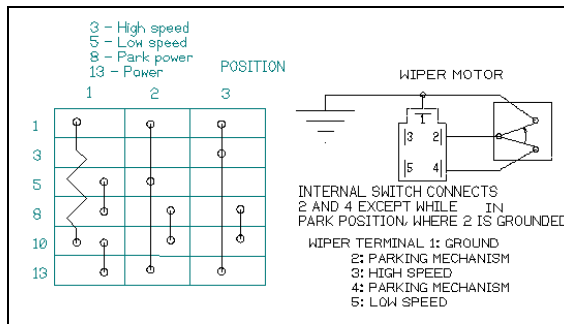 3 - High speed
5 - Low speed
8 - Park power
13 - Power
POSITION
1 2 3
1
3
5
8
10
13
WIPER MOTOR
3 2
5 4
INTERNAL SWITCH CONNECTS
2 AND 4 EXCEPT WHILE IN
PARK POSITION, WHERE 2 IS GROUNDED
WIPER TERMINAL 1: GROUND
2: PARKING MECHANISM
3: HIGH SPEED
4: PARKING MECHANISM
5: LOW SPEED